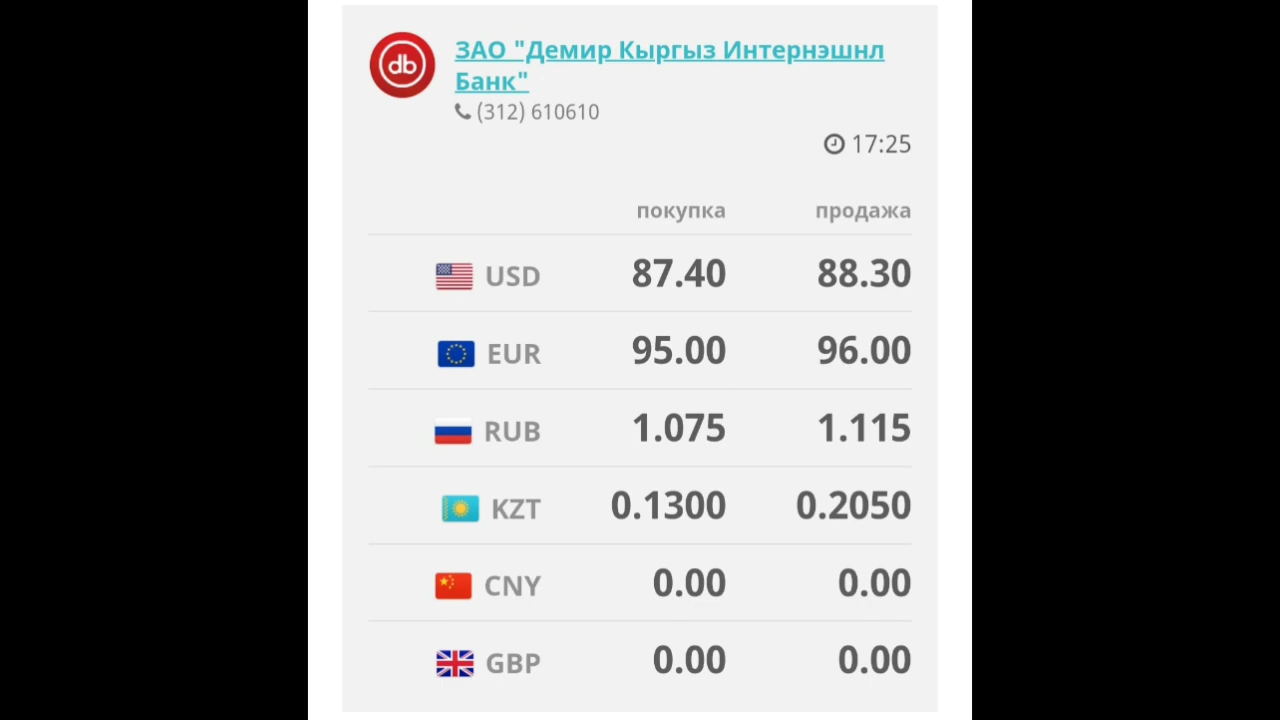 db
ЗАО "Демир Кыргыз Интернэшнл
Банк"
(312) 610610
17:25
покупка продажа
USD 87.40 88.30
EUR 95.00 96.00
RUB 1.075 1.115
KZT 0.1300 0.2050
CNY 0.00 0.00
GBP 0.00 0.00